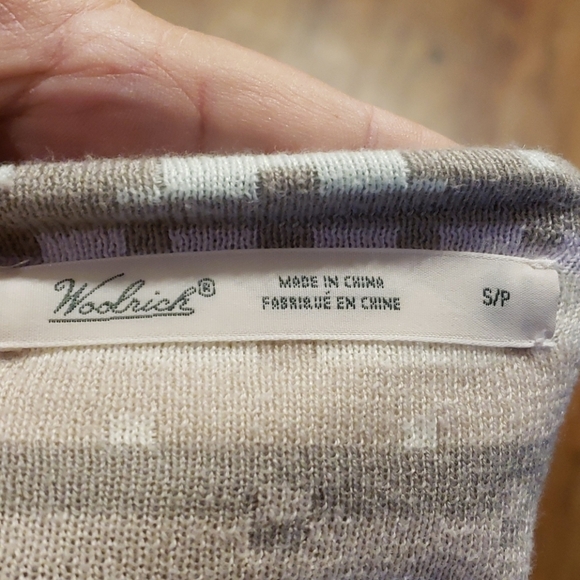 Woolrich®
MADE IN CHINA
FABRIQUÉ EN CHINE
S/P